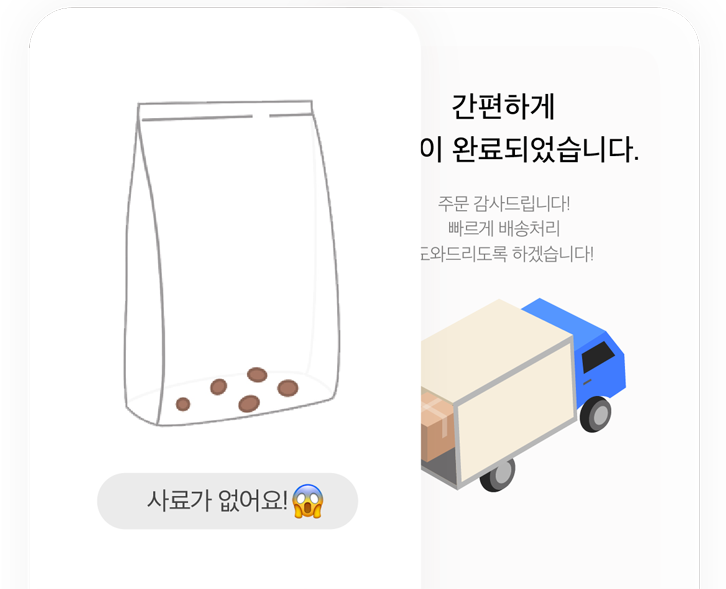 사료가 없어요!😱
간편하게
이 완료되었습니다.
주문 감사드립니다!
빠르게 배송처리
도와드리도록 하겠습니다!